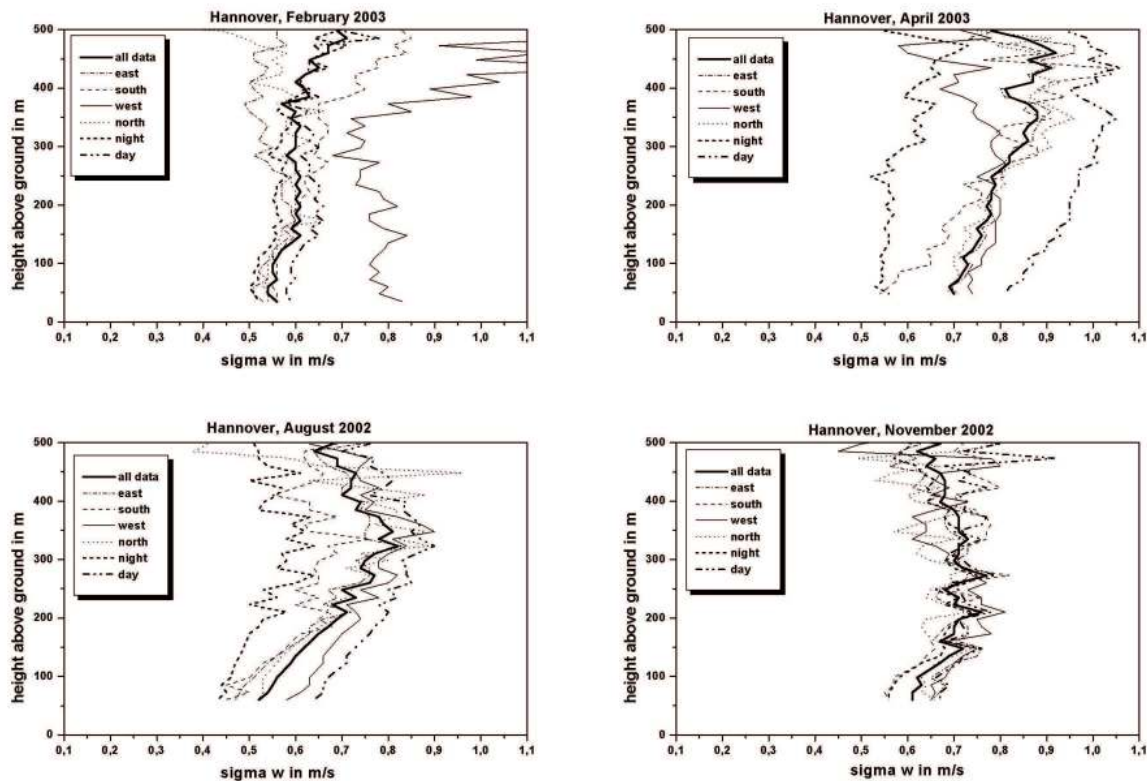 Hannover, February 2003
500
400
300
200
100
0
height above ground in m
all data
east
south
west
north
night
day
0,1 0,2 0,3 0,4 0,5 0,6 0,7 0,8 0,9 1,0 1,1
sigma w in m/s
Hannover, April 2003
500
400
300
200
100
0
height above ground in m
all data
east
south
west
north
night
day
0,1 0,2 0,3 0,4 0,5 0,6 0,7 0,8 0,9 1,0 1,1
sigma w in m/s
Hannover, August 2002
500
400
300
200
100
0
height above ground in m
all data
east
south
west
north
night
day
0,1 0,2 0,3 0,4 0,5 0,6 0,7 0,8 0,9 1,0 1,1
sigma w in m/s
Hannover, November 2002
500
400
300
200
100
0
height above ground in m
all data
east
south
west
north
night
day
0,1 0,2 0,3 0,4 0,5 0,6 0,7 0,8 0,9 1,0 1,1
sigma w in m/s